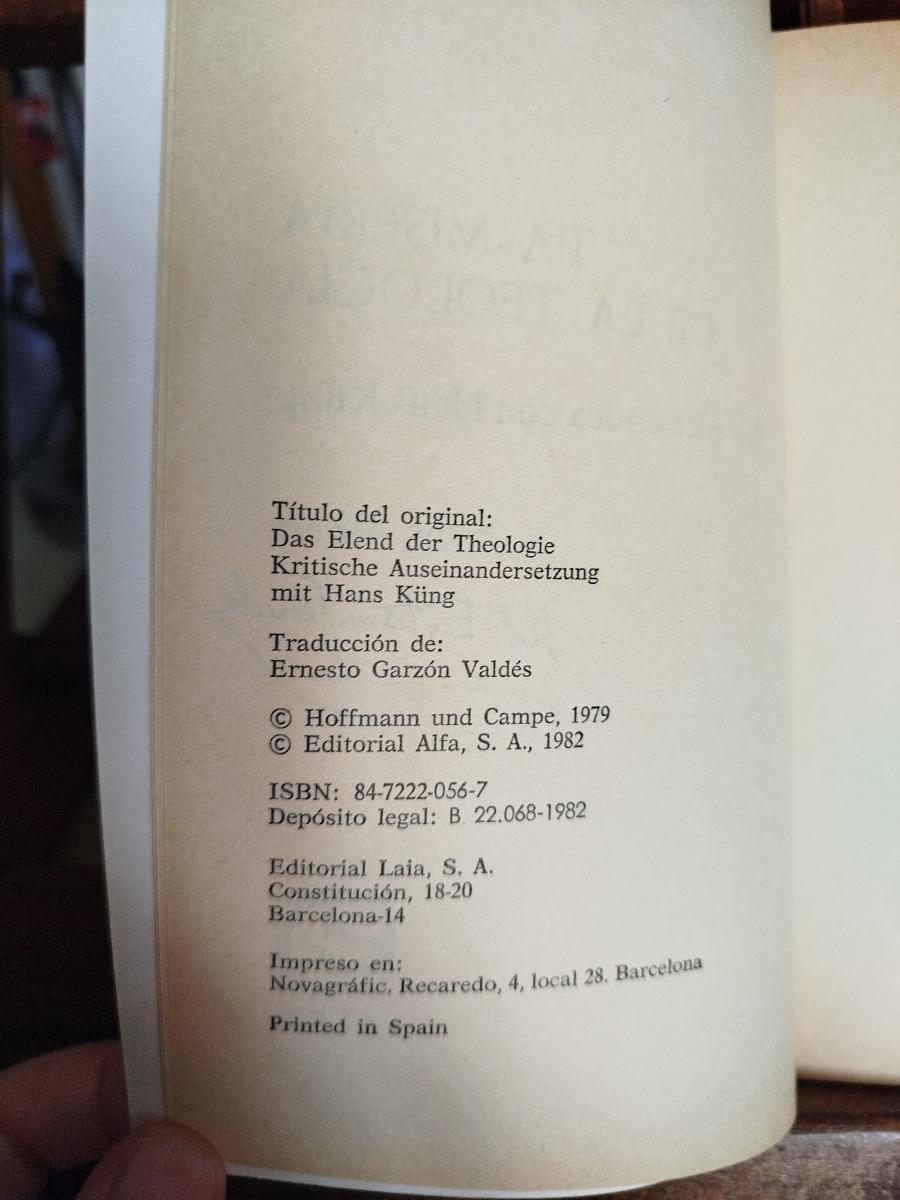 Título del original:
Das Elend der Theologie
Kritische Auseinandersetzung
mit Hans Küng
Traducción de:
Ernesto Garzón Valdés
© Hoffmann und Campe, 1979
© Editorial Alfa, S. A., 1982
ISBN: 84-7222-056-7
Depósito legal: B. 22.068-1982
Editorial Laia, S. A.
Constitución, 18-20
Barcelona-14
Impreso en:
Novagráfic. Recaredo, 4, local 28. Barcelona
Printed in Spain